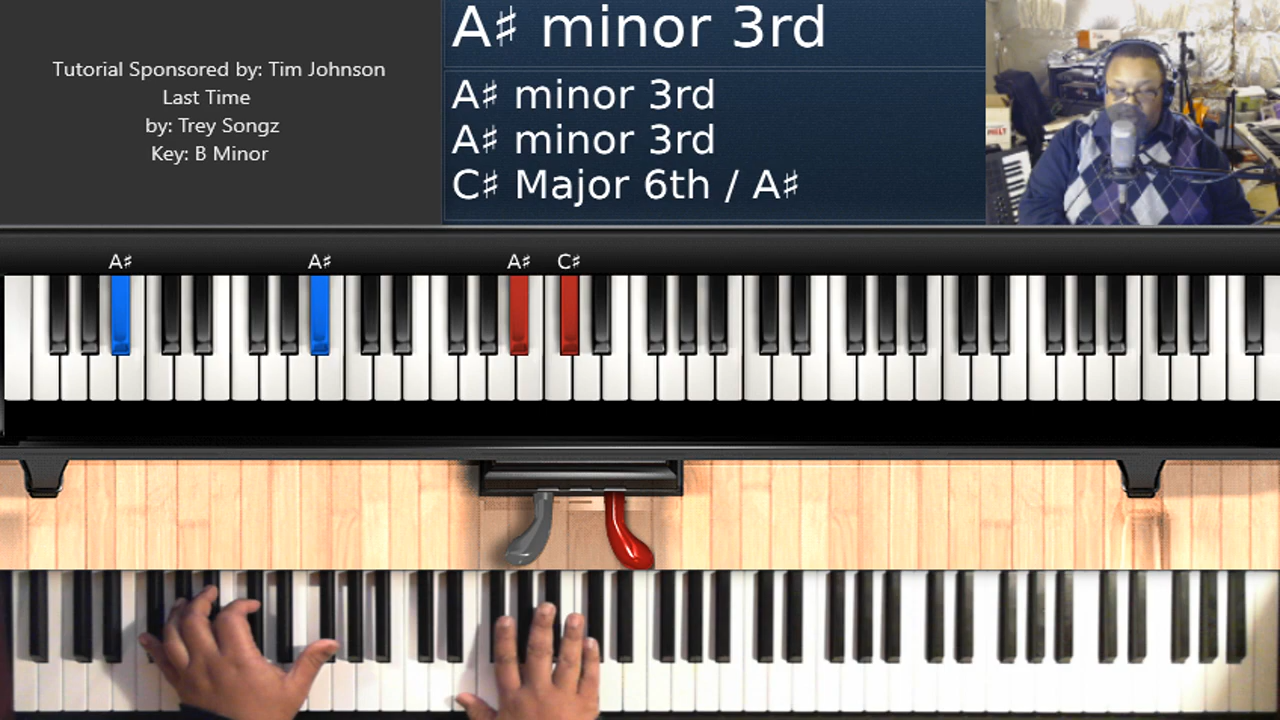 Tutorial Sponsored by: Tim Johnson
Last Time
by: Trey Songz
Key: B Minor
A♯ minor 3rd
A♯ minor 3rd
A♯ minor 3rd
C♯ Major 6th / A♯
A♯ A♯ A♯ C♯